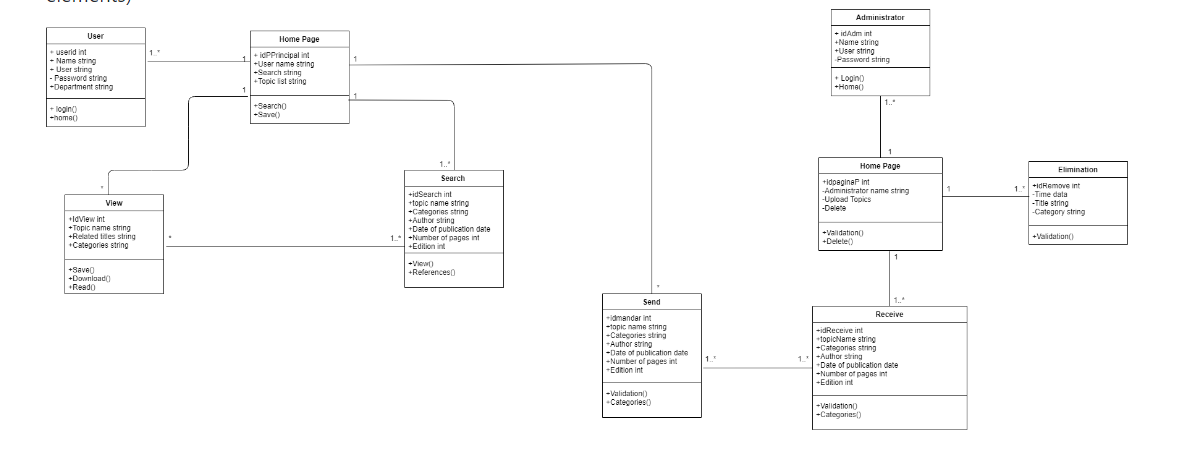 elements)
User
+ userid int
+ Name string
+ User string
- Password string
+Department string
+ login()
+home()
1..*
1
Home Page
+ idPPrincipal int
+User name string
+Search string
+Topic list string
+Search()
+Save()
1
1
1
*
View
+IdView int
+Topic name string
+Related titles string
+Categories string
+Save()
+Download()
+Read()
*
1..*
1..*
Search
+idSearch int
+topic name string
+Categories string
+Author string
+Date of publication date
+Number of pages int
+Edition int
+View()
+References()
*
Send
+idmandar int
+topic name string
+Categories string
+Author string
+Date of publication date
+Number of pages int
+Edition int
+Validation()
+Categories()
1..*
1..*
Administrator
+ idAdm int
+Name string
+User string
-Password string
+ Login()
+Home()
1..*
1
Home Page
+idpaginaP int
-Administrator name string
-Upload Topics
-Delete
+Validation()
+Delete()
1
1..*
Elimination
+idRemove int
-Time data
-Title string
-Category string
+Validation()
1
1..*
Receive
+idReceive int
+topicName string
+Categories string
+Author string
+Date of publication date
+Number of pages int
+Edition int
+Validation()
+Categories()